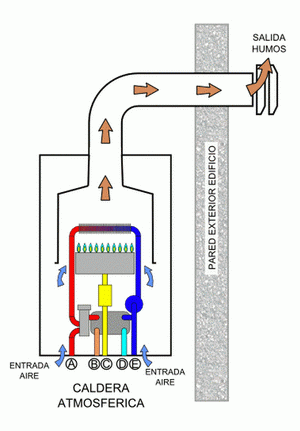 SALIDA
HUMOS
PARED EXTERIOR EDIFICIO
ENTRADA
AIRE
A
B
C
D
E
ENTRADA
AIRE
CALDERA
ATMOSFERICA